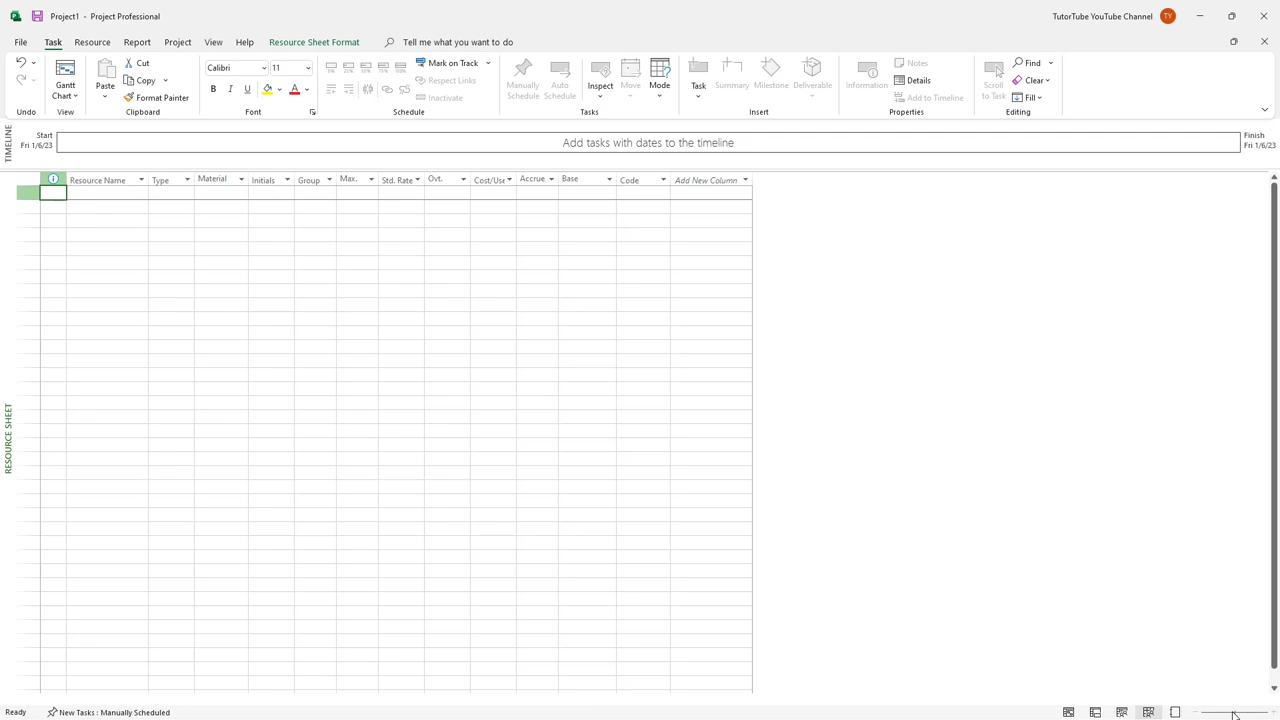 Project1 - Project Professional
TutorTube YouTube Channel TY
File Task Resource Report Project View Help Resource Sheet Format Tell me what you want to do
Gantt Chart
Paste
Cut
Copy
Format Painter
Calibri 11
B I U A
Mark on Track
Respect Links
Inactivate
Manually Schedule
Auto Schedule
Inspect
Move
Mode
Task
Summary
Milestone
Deliverable
Information
Notes
Details
Add to Timeline
Scroll to Task
Find
Clear
Fill
Undo View Clipboard Font Schedule Tasks Insert Properties Editing
TIMELINE
Start
Fri 1/6/23
Add tasks with dates to the timeline
Finish
Fri 1/6/23
Resource Name Type Material Initials Group Max. Std. Rate Ovt. Cost/Use Accrue Base Code Add New Column
RESOURCE SHEET
Ready New Tasks : Manually Scheduled